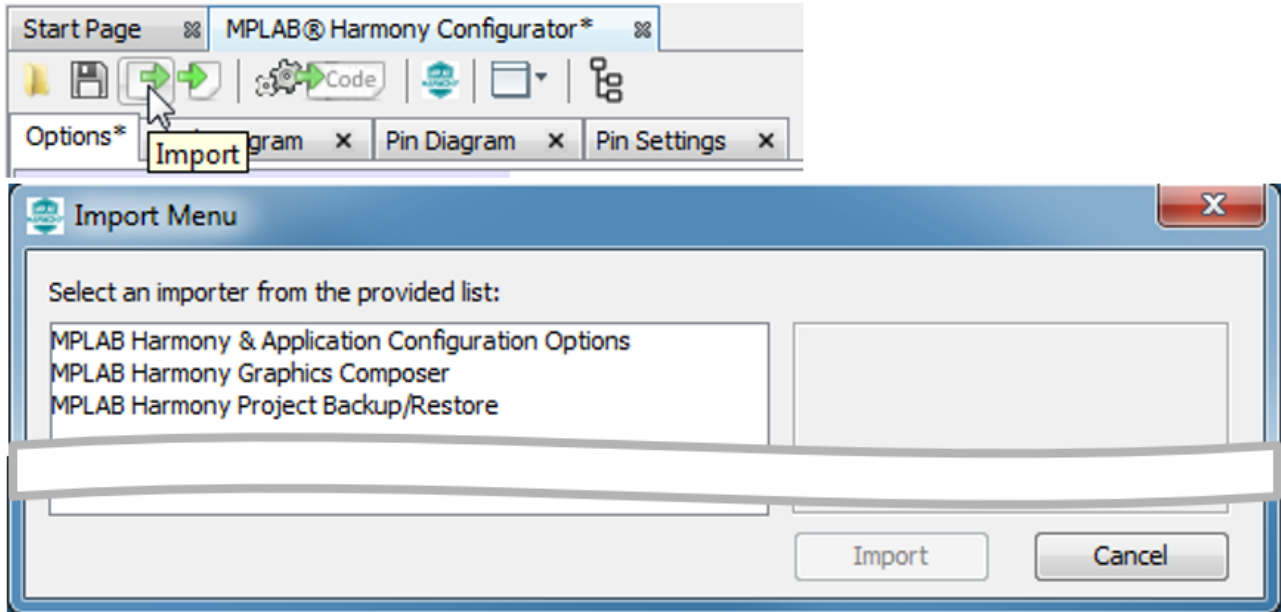 Start Page MPLAB® Harmony Configurator*
Code
Options* gram Pin Diagram Pin Settings
Import
Import Menu
Select an importer from the provided list:
MPLAB Harmony & Application Configuration Options
MPLAB Harmony Graphics Composer
MPLAB Harmony Project Backup/Restore
Import Cancel